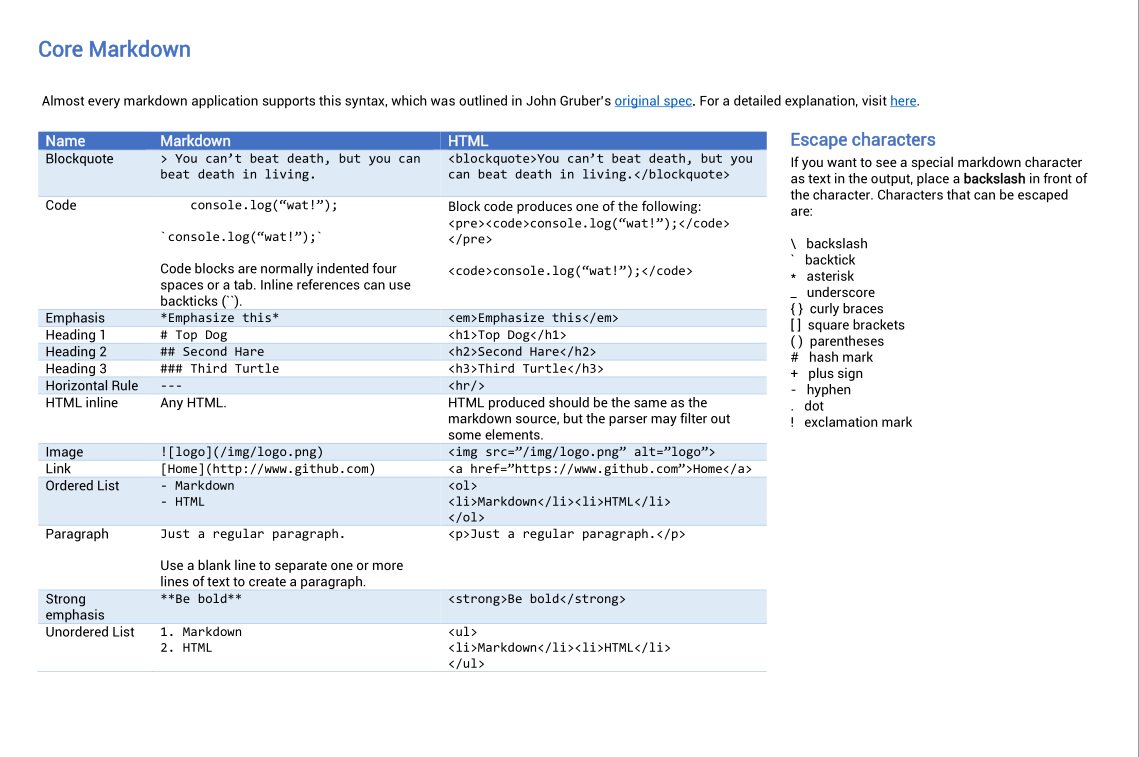 Core Markdown
Almost every markdown application supports this syntax, which was outlined in John Gruber's original spec. For a detailed explanation, visit here.
Name Markdown HTML
Blockquote > You can’t beat death, but you can <blockquote>You can’t beat death, but you
beat death in living. can beat death in living.</blockquote>
Code     console.log(“wat!”); Block code produces one of the following:
<pre><code>console.log(“wat!”);</code>
`console.log(“wat!”);` </pre>
Code blocks are normally indented four <code>console.log(“wat!”);</code>
spaces or a tab. Inline references can use
backticks (``).
Emphasis *Emphasize this* <em>Emphasize this</em>
Heading 1 # Top Dog <h1>Top Dog</h1>
Heading 2 ## Second Hare <h2>Second Hare</h2>
Heading 3 ### Third Turtle <h3>Third Turtle</h3>
Horizontal Rule --- <hr/>
HTML inline Any HTML. HTML produced should be the same as the
markdown source, but the parser may filter out
some elements.
Image ![logo](/img/logo.png) <img src=”/img/logo.png” alt=”logo”>
Link [Home](http://www.github.com) <a href=”https://www.github.com”>Home</a>
Ordered List - Markdown <ol>
- HTML <li>Markdown</li><li>HTML</li>
</ol>
Paragraph Just a regular paragraph. <p>Just a regular paragraph.</p>
Use a blank line to separate one or more
lines of text to create a paragraph.
Strong **Be bold** <strong>Be bold</strong>
emphasis
Unordered List 1. Markdown <ul>
2. HTML <li>Markdown</li><li>HTML</li>
</ul>
Escape characters
If you want to see a special markdown character
as text in the output, place a backslash in front of
the character. Characters that can be escaped
are:
\ backslash
` backtick
* asterisk
_ underscore
{ } curly braces
[ ] square brackets
( ) parentheses
# hash mark
+ plus sign
- hyphen
. dot
! exclamation mark